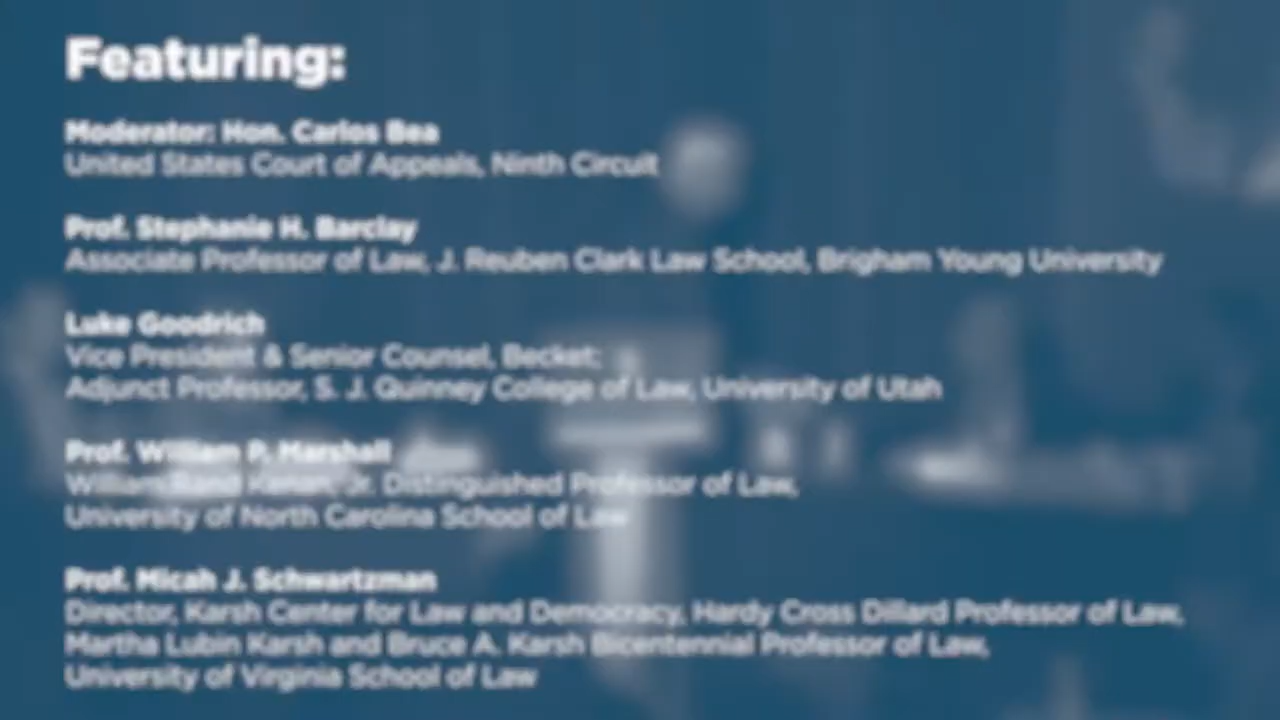 Featuring:
Moderator: Hon. Carlos Bea
United States Court of Appeals, Ninth Circuit
Prof. Stephanie H. Barclay
Associate Professor of Law, J. Reuben Clark Law School, Brigham Young University
Luke Goodrich
Vice President & Senior Counsel, Becket;
Adjunct Professor, S. J. Quinney College of Law, University of Utah
Prof. William P. Marshall
William Rand Kenan, Jr. Distinguished Professor of Law,
University of North Carolina School of Law
Prof. Micah J. Schwartzman
Director, Karsh Center for Law and Democracy, Hardy Cross Dillard Professor of Law,
Martha Lubin Karsh and Bruce A. Karsh Bicentennial Professor of Law,
University of Virginia School of Law